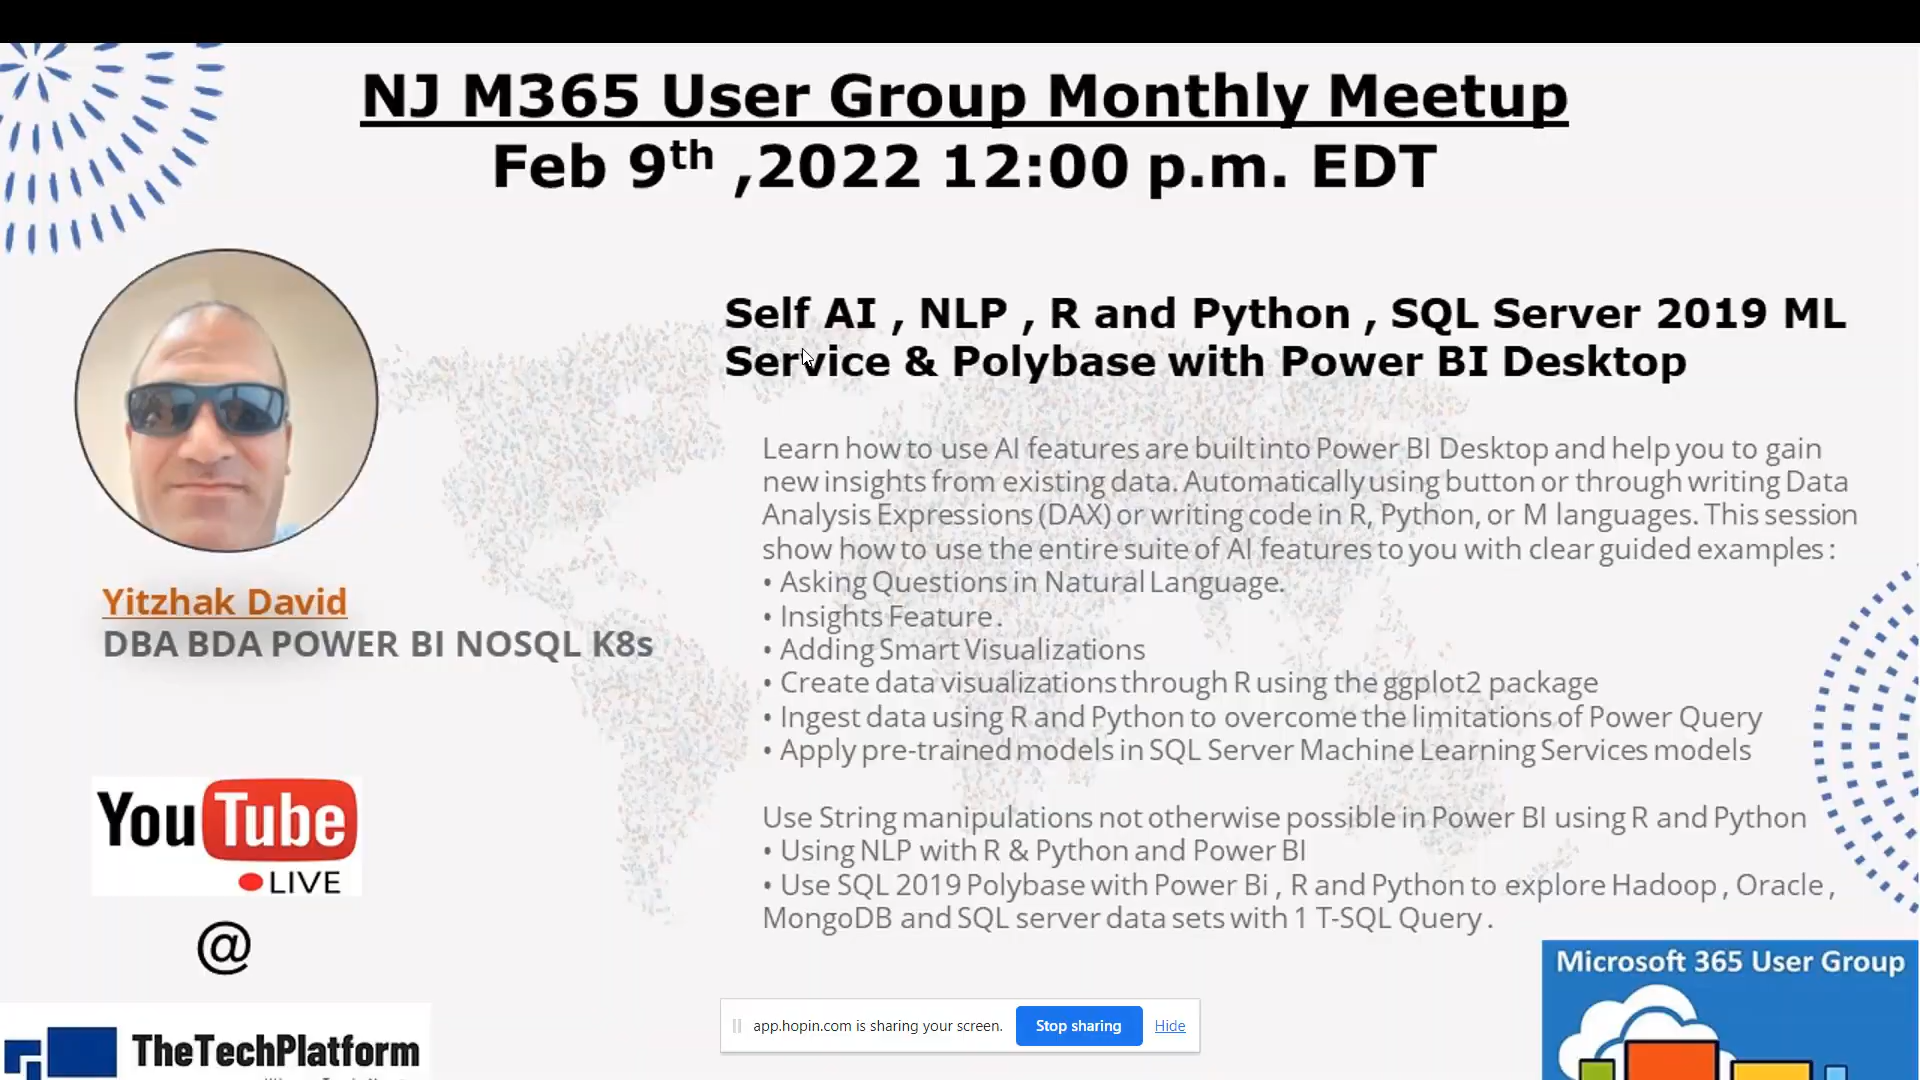 NJ M365 User Group Monthly Meetup
Feb 9th ,2022 12:00 p.m. EDT
Self AI , NLP , R and Python , SQL Server 2019 ML
Service & Polybase with Power BI Desktop
Learn how to use AI features are built into Power BI Desktop and help you to gain
new insights from existing data. Automatically using button or through writing Data
Analysis Expressions (DAX) or writing code in R, Python, or M languages. This session
show how to use the entire suite of AI features to you with clear guided examples :
• Asking Questions in Natural Language.
• Insights Feature .
• Adding Smart Visualizations
• Create data visualizations through R using the ggplot2 package
• Ingest data using R and Python to overcome the limitations of Power Query
• Apply pre-trained models in SQL Server Machine Learning Services models
Use String manipulations not otherwise possible in Power BI using R and Python
• Using NLP with R & Python and Power BI
• Use SQL 2019 Polybase with Power Bi , R and Python to explore Hadoop , Oracle ,
MongoDB and SQL server data sets with 1 T-SQL Query .
Yitzhak David
DBA BDA POWER BI NOSQL K8s
YouTube
LIVE
@
TheTechPlatform
Microsoft 365 User Group
app.hopin.com is sharing your screen.
Stop sharing
Hide